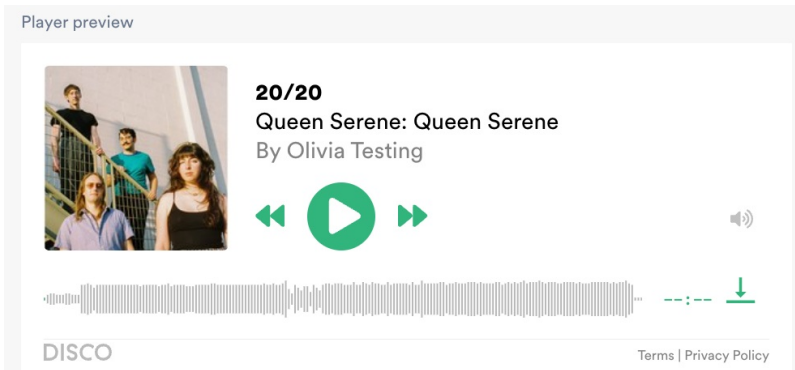 Player preview
20/20
Queen Serene: Queen Serene
By Olivia Testing
--:--
DISCO
Terms | Privacy Policy